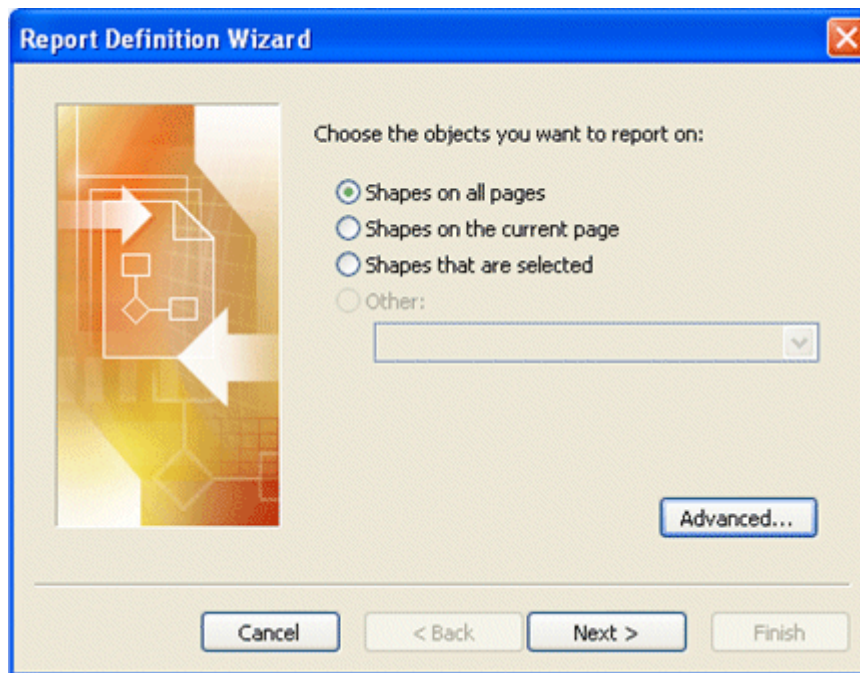 Report Definition Wizard
Choose the objects you want to report on:
Shapes on all pages
Shapes on the current page
Shapes that are selected
Other:
Advanced...
Cancel < Back Next > Finish